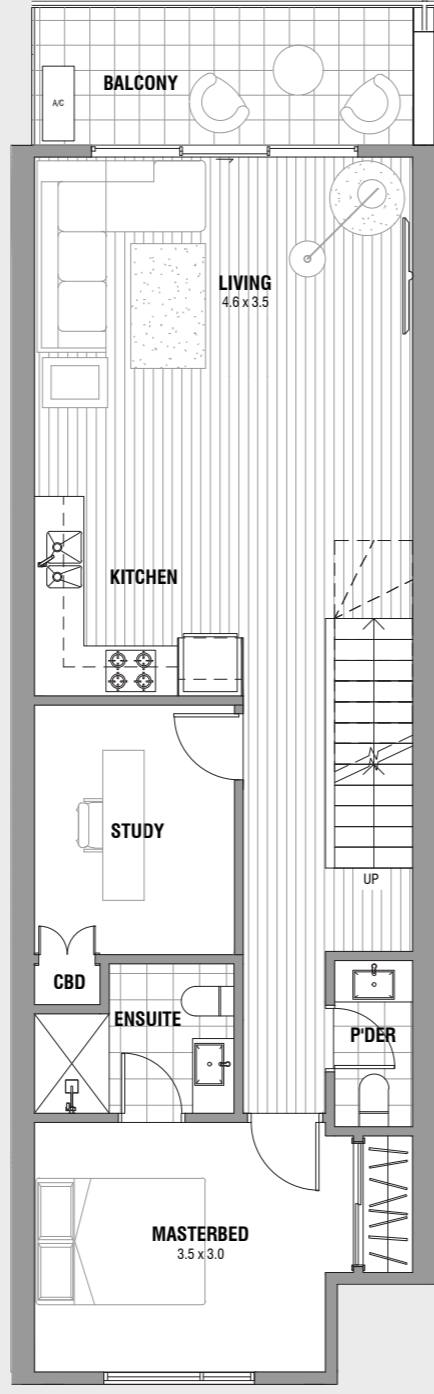 BALCONY
A/C
LIVING
4.6 x 3.5
KITCHEN
STUDY
UP
CBD
ENSUITE
P'DER
MASTERBED
3.5 x 3.0